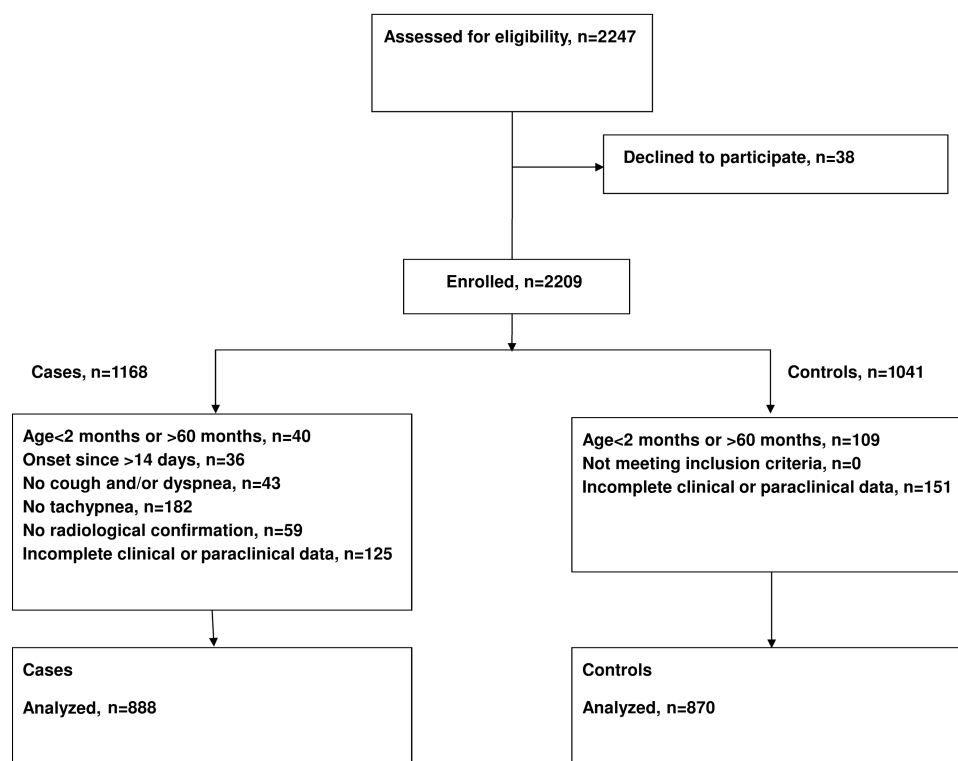 Assessed for eligibility, n=2247
Declined to participate, n=38
Enrolled, n=2209
Cases, n=1168
Controls, n=1041
Age<2 months or >60 months, n=40
Onset since >14 days, n=36
No cough and/or dyspnea, n=43
No tachypnea, n=182
No radiological confirmation, n=59
Incomplete clinical or paraclinical data, n=125
Age<2 months or >60 months, n=109
Not meeting inclusion criteria, n=0
Incomplete clinical or paraclinical data, n=151
Cases
Analyzed, n=888
Controls
Analyzed, n=870